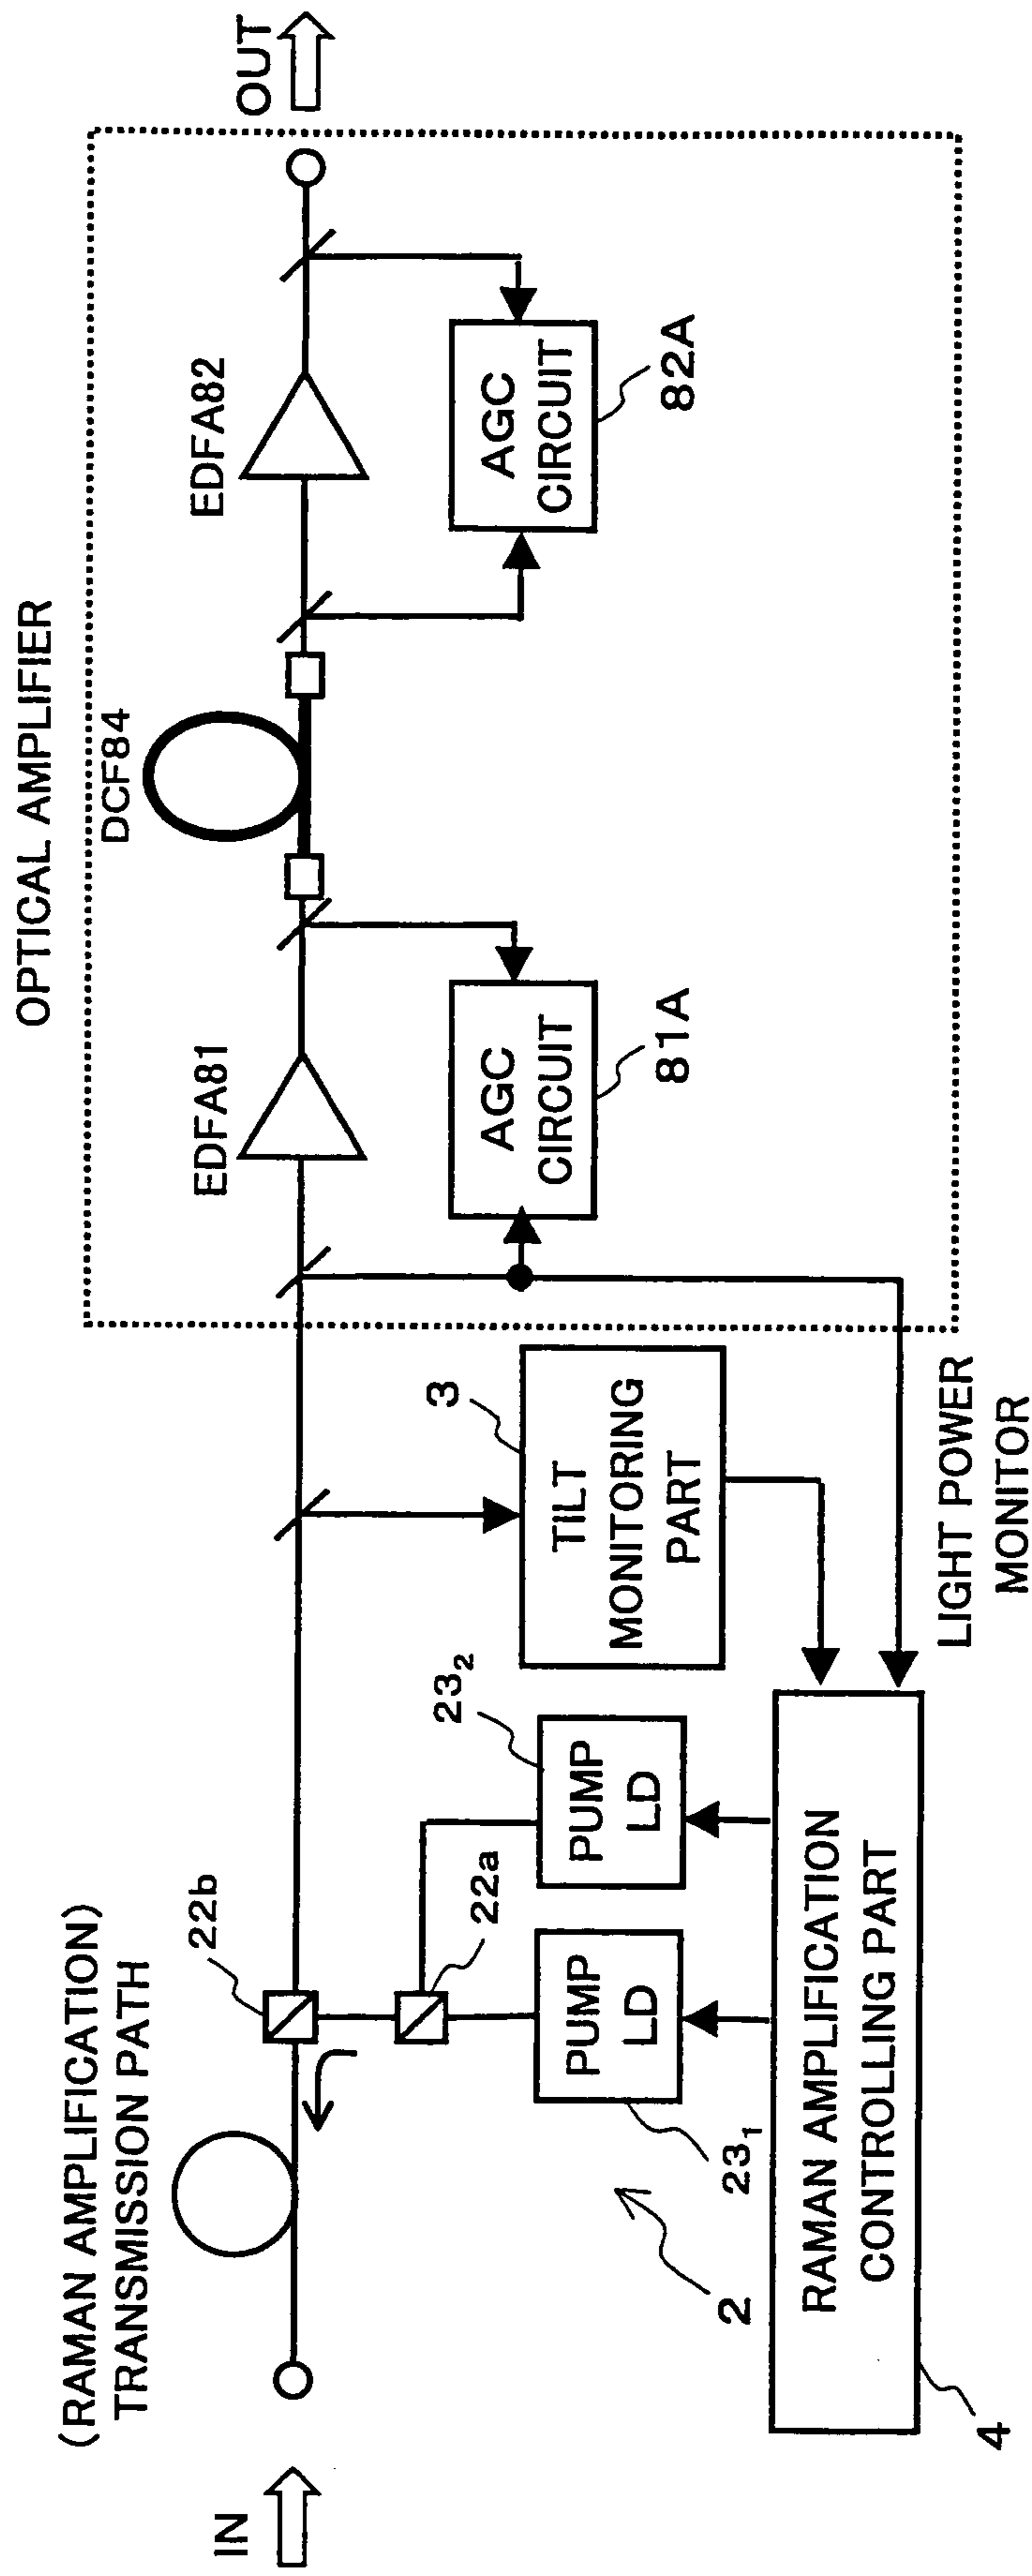 OPTICAL AMPLIFIER
(RAMAN AMPLIFICATION)
TRANSMISSION PATH
IN
OUT
22b
EDFA81
DCF84
EDFA82
22a
PUMP
LD
23₁
PUMP
LD
23₂
2
3
TILT
MONITORING
PART
AGC
CIRCUIT
81A
AGC
CIRCUIT
82A
RAMAN AMPLIFICATION
CONTROLLING PART
4
LIGHT POWER
MONITOR